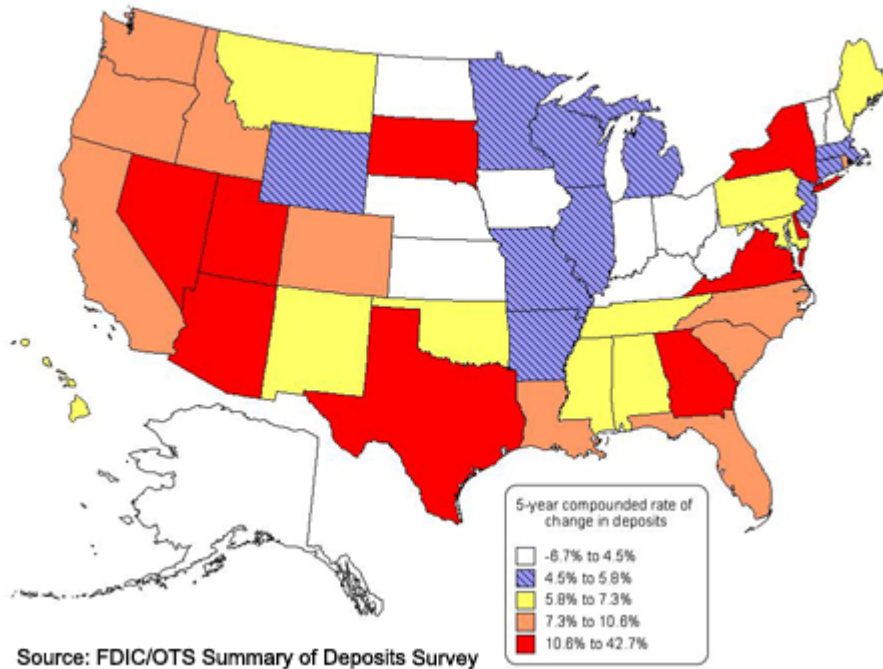 5-year compounded rate of
change in deposits
-6.7% to 4.5%
4.5% to 5.8%
5.8% to 7.3%
7.3% to 10.6%
10.6% to 42.7%
Source: FDIC/OTS Summary of Deposits Survey